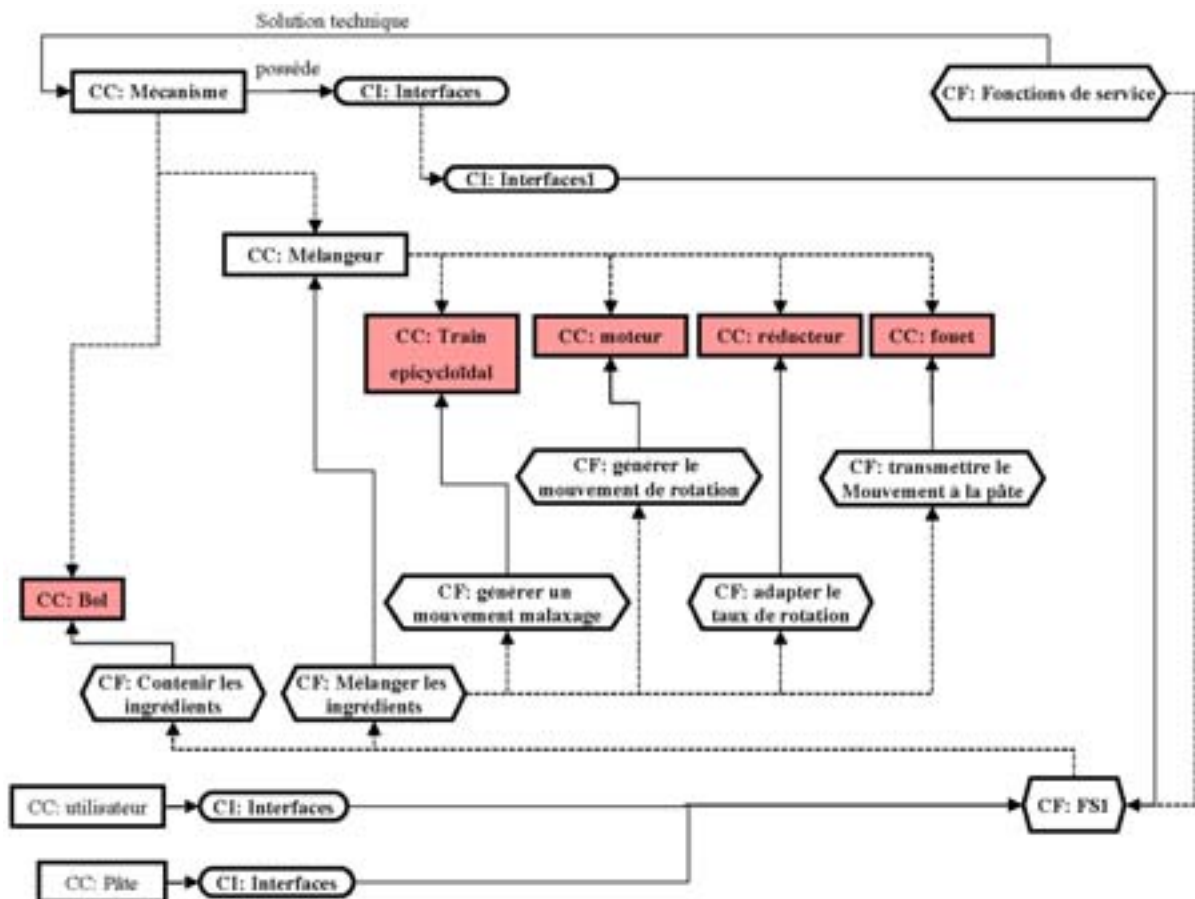 Solution technique
possède
CC: Mécanisme
CI: Interfaces
CF: Fonctions de service
CI: Interfaces1
CC: Mélangeur
CC: Train
epicycloïdal
CC: moteur
CC: réducteur
CC: fouet
CF: générer le
mouvement de rotation
CF: transmettre le
Mouvement à la pâte
CC: Bol
CF: générer un
mouvement malaxage
CF: adapter le
taux de rotation
CF: Contenir les
ingrédients
CF: Mélanger les
ingrédients
CC: utilisateur
CI: Interfaces
CF: FS1
CC: Pâte
CI: Interfaces